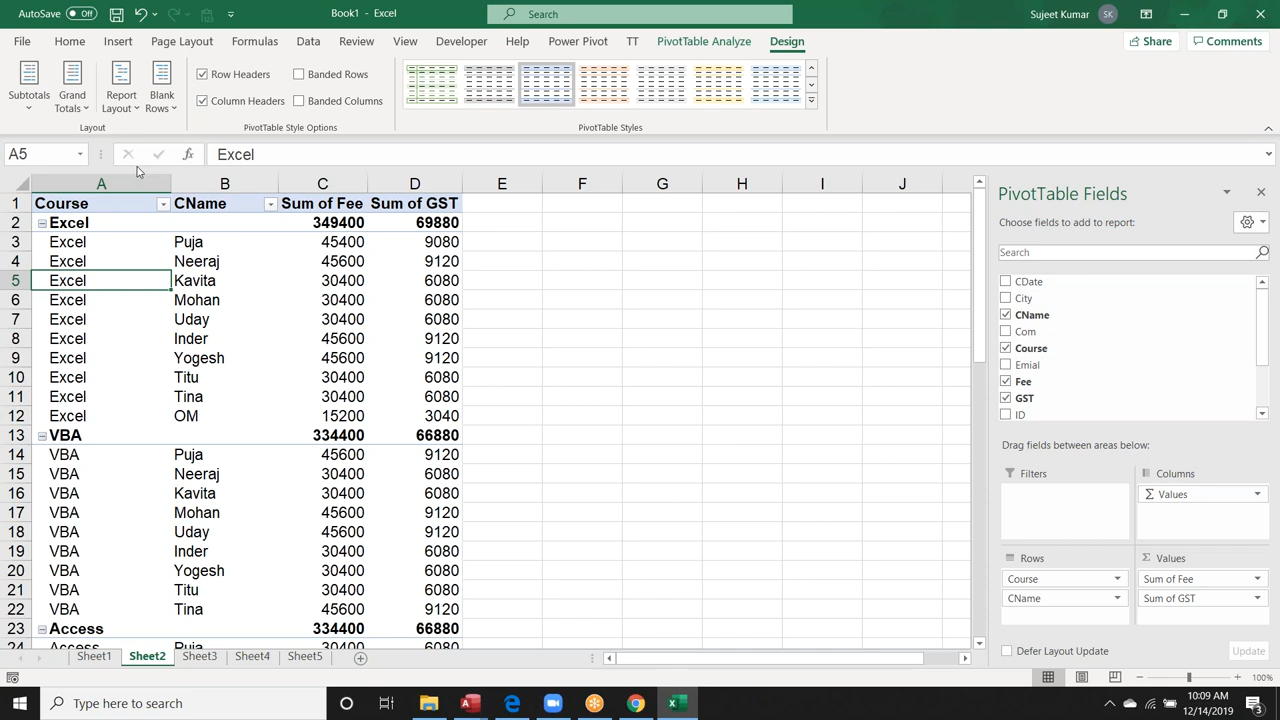 AutoSave Off Book1 - Excel Search Sujeet Kumar SK
File Home Insert Page Layout Formulas Data Review View Developer Help Power Pivot TT PivotTable Analyze Design Share Comments
Subtotals Grand Totals Report Layout Blank Rows
Row Headers Banded Rows
Column Headers Banded Columns
Layout PivotTable Style Options PivotTable Styles
A5 fx Excel
A B C D E F G H I J
1 Course CName Sum of Fee Sum of GST
2 Excel 349400 69880
3 Excel Puja 45400 9080
4 Excel Neeraj 45600 9120
5 Excel Kavita 30400 6080
6 Excel Mohan 30400 6080
7 Excel Uday 30400 6080
8 Excel Inder 45600 9120
9 Excel Yogesh 45600 9120
10 Excel Titu 30400 6080
11 Excel Tina 30400 6080
12 Excel OM 15200 3040
13 VBA 334400 66880
14 VBA Puja 45600 9120
15 VBA Neeraj 30400 6080
16 VBA Kavita 30400 6080
17 VBA Mohan 45600 9120
18 VBA Uday 45600 9120
19 VBA Inder 30400 6080
20 VBA Yogesh 30400 6080
21 VBA Titu 30400 6080
22 VBA Tina 45600 9120
23 Access 334400 66880
24 Access Puja 30400 6080
Sheet1 Sheet2 Sheet3 Sheet4 Sheet5
PivotTable Fields
Choose fields to add to report:
Search
CDate
City
CName
Com
Course
Emial
Fee
GST
ID
Drag fields between areas below:
Filters Columns
Σ Values
Rows Σ Values
Course Sum of Fee
CName Sum of GST
Defer Layout Update Update
100%
Type here to search
10:09 AM
12/14/2019
3